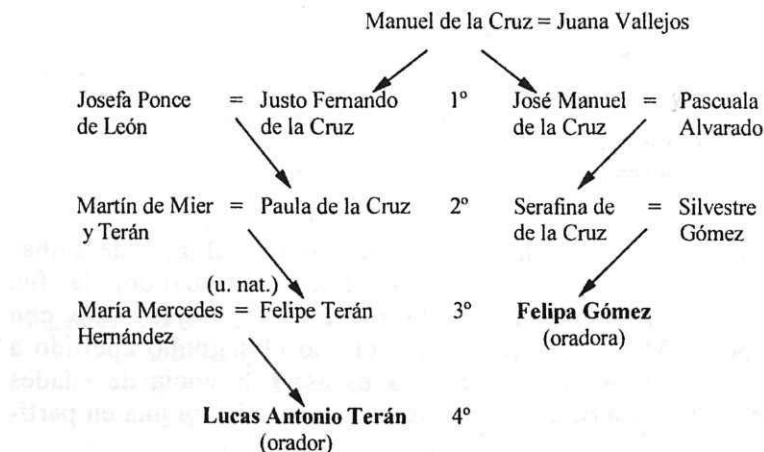 Manuel de la Cruz = Juana Vallejos
Josefa Ponce = Justo Fernando 1º José Manuel = Pascuala
de León de la Cruz de la Cruz Alvarado
Martín de Mier = Paula de la Cruz 2º Serafina de = Silvestre
y Terán de la Cruz Gómez
(u. nat.)
María Mercedes = Felipe Terán 3º Felipa Gómez
Hernández (oradora)
Lucas Antonio Terán 4º
(orador)